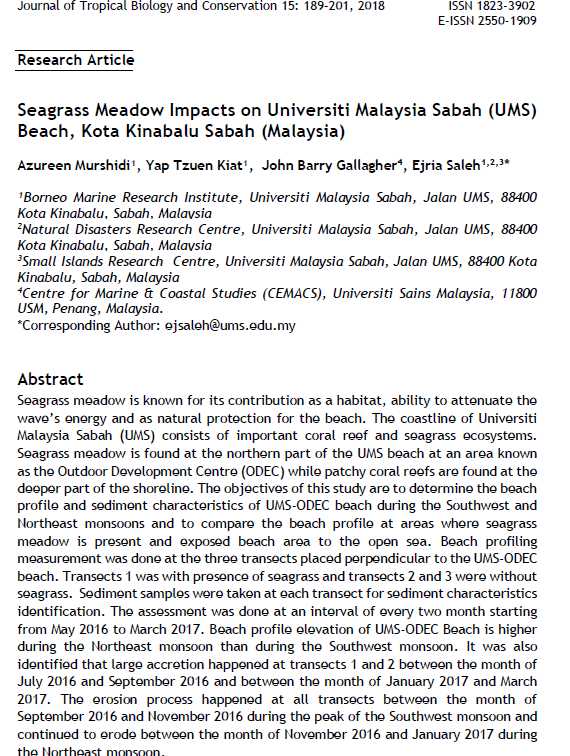 Journal of Tropical Biology and Conservation 15: 189–201, 2018 ISSN 1823-3902
E-ISSN 2550-1909
Research Article
Seagrass Meadow Impacts on Universiti Malaysia Sabah (UMS)
Beach, Kota Kinabalu Sabah (Malaysia)
Azureen Murshidi¹, Yap Tzuen Kiat¹, John Barry Gallagher⁴, Ejria Saleh¹,²,³*
¹Borneo Marine Research Institute, Universiti Malaysia Sabah, Jalan UMS, 88400
Kota Kinabalu, Sabah, Malaysia
²Natural Disasters Research Centre, Universiti Malaysia Sabah, Jalan UMS, 88400
Kota Kinabalu, Sabah, Malaysia
³Small Islands Research Centre, Universiti Malaysia Sabah, Jalan UMS, 88400 Kota
Kinabalu, Sabah, Malaysia
⁴Centre for Marine & Coastal Studies (CEMACS), Universiti Sains Malaysia, 11800
USM, Penang, Malaysia.
*Corresponding Author: ejsaleh@ums.edu.my
Abstract
Seagrass meadow is known for its contribution as a habitat, ability to attenuate the
wave's energy and as natural protection for the beach. The coastline of Universiti
Malaysia Sabah (UMS) consists of important coral reef and seagrass ecosystems.
Seagrass meadow is found at the northern part of the UMS beach at an area known
as the Outdoor Development Centre (ODEC) while patchy coral reefs are found at the
deeper part of the shoreline. The objectives of this study are to determine the beach
profile and sediment characteristics of UMS-ODEC beach during the Southwest and
Northeast monsoons and to compare the beach profile at areas where seagrass
meadow is present and exposed beach area to the open sea. Beach profiling
measurement was done at the three transects placed perpendicular to the UMS-ODEC
beach. Transects 1 was with presence of seagrass and transects 2 and 3 were without
seagrass. Sediment samples were taken at each transect for sediment characteristics
identification. The assessment was done at an interval of every two month starting
from May 2016 to March 2017. Beach profile elevation of UMS-ODEC Beach is higher
during the Northeast monsoon than during the Southwest monsoon. It was also
identified that large accretion happened at transects 1 and 2 between the month of
July 2016 and September 2016 and between the month of January 2017 and March
2017. The erosion process happened at all transects between the month of
September 2016 and November 2016 during the peak of the Southwest monsoon and
continued to erode between the month of November 2016 and January 2017 during
the Northeast monsoon.